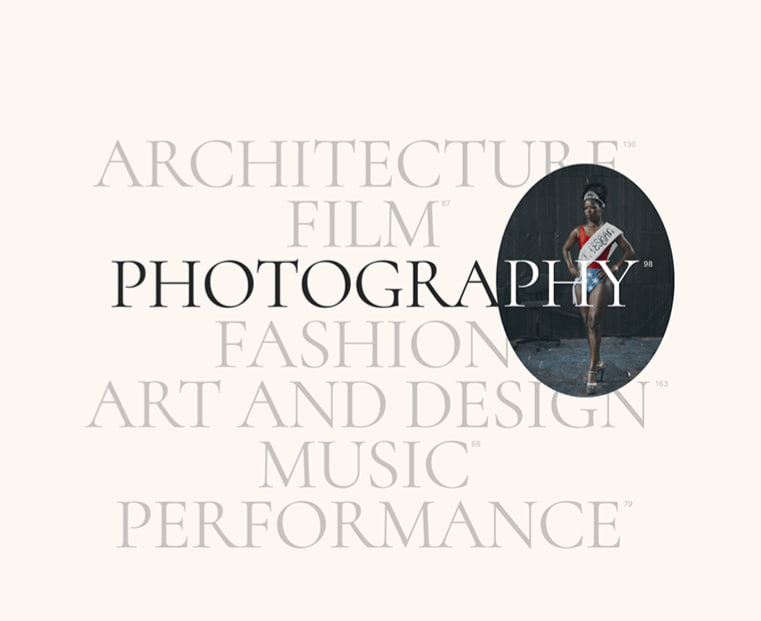 ARCHITECTURE 130
FILM 87
PHOTOGRAPHY 98
FASHION
ART AND DESIGN 163
MUSIC 68
PERFORMANCE 79